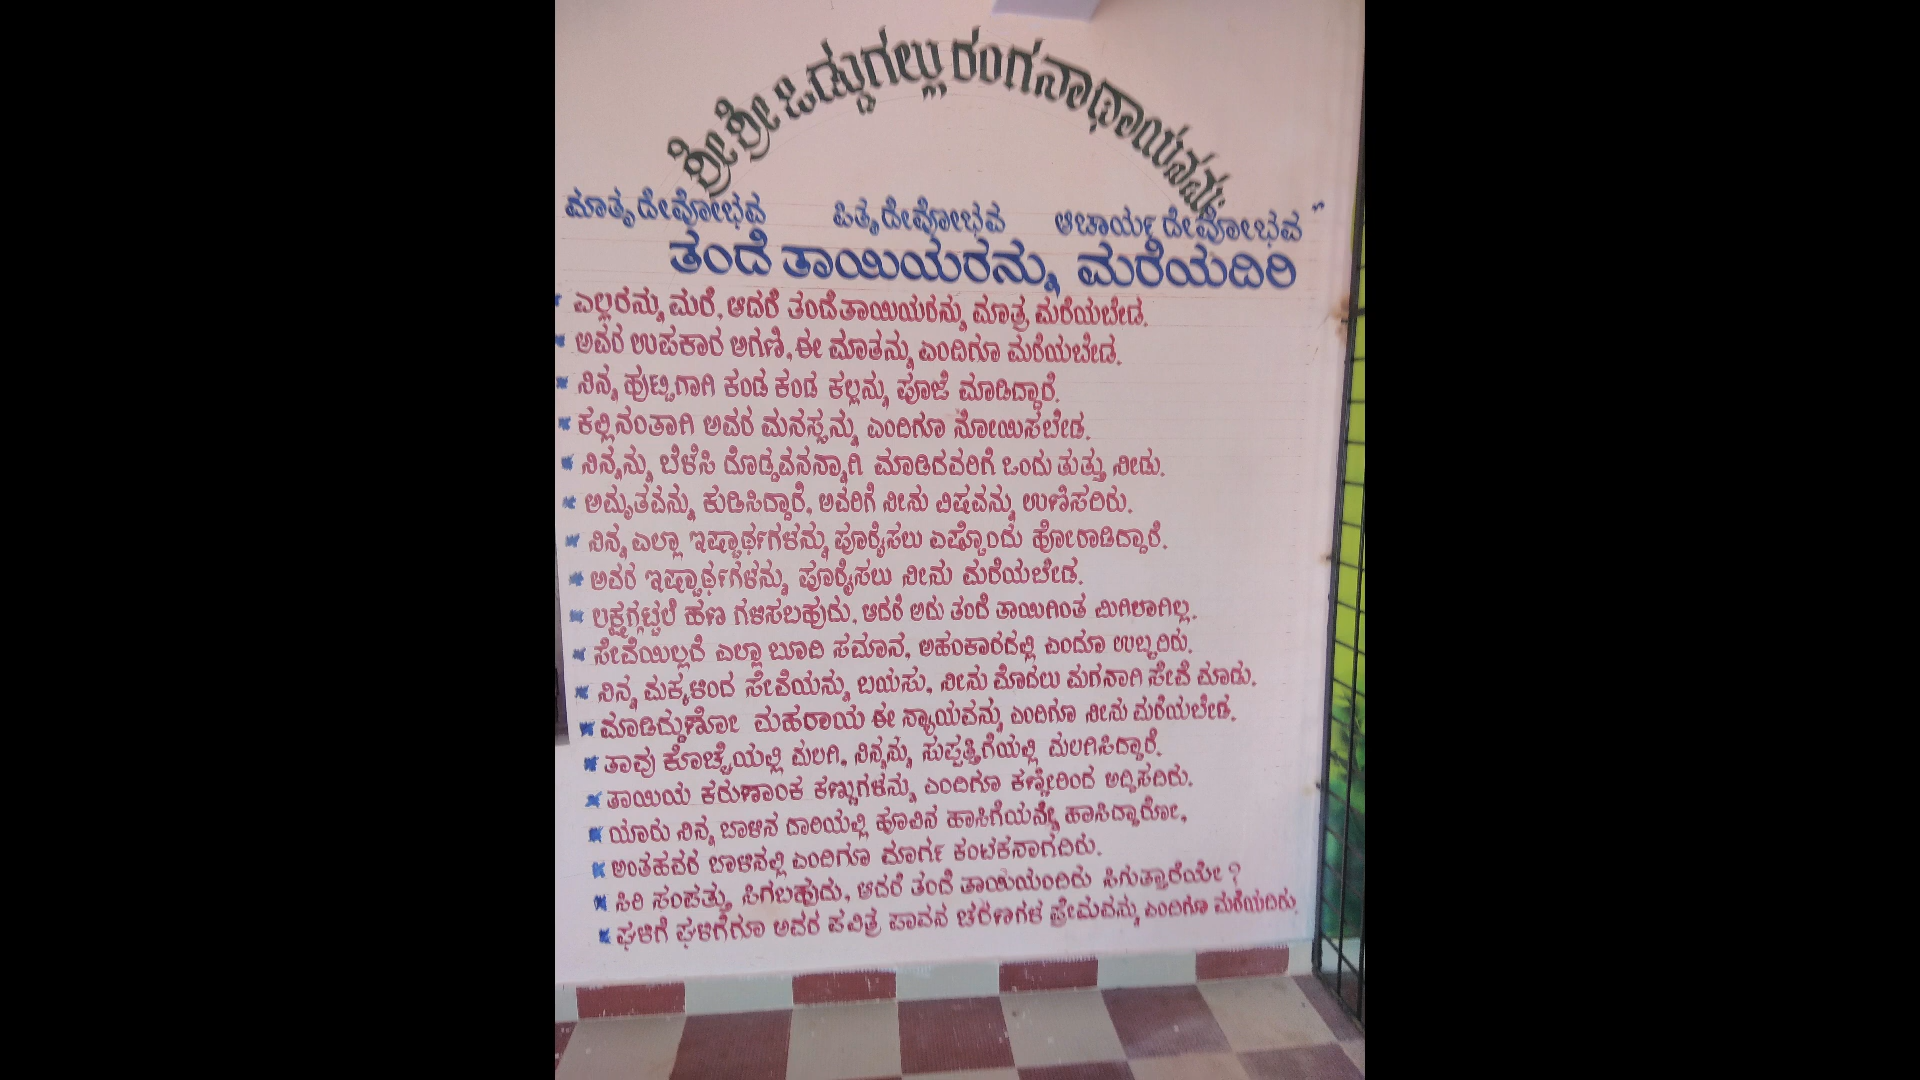 ಶ್ರೀ ಶ್ರೀ ಒಡ್ಡುಗಲ್ಲು ರಂಗನಾಥಾಯನಮಃ
ಮಾತೃದೇವೋಭವ ಪಿತೃದೇವೋಭವ ಆಚಾರ್ಯದೇವೋಭವ
ತಂದೆ ತಾಯಿಯರನ್ನು ಮರೆಯದಿರಿ
ಎಲ್ಲರನ್ನು ಮರೆ, ಆದರೆ ತಂದೆತಾಯಿಯರನ್ನು ಮಾತ್ರ ಮರೆಯಬೇಡ.
ಅವರ ಉಪಕಾರ ಅಗಣಿ, ಈ ಮಾತನ್ನು ಎಂದಿಗೂ ಮರೆಯಬೇಡ.
ನಿನ್ನ ಹುಟ್ಟಿಗಾಗಿ ಕಂಡ ಕಂಡ ಕಲ್ಲನ್ನು ಪೂಜೆ ಮಾಡಿದ್ದಾರೆ.
ಕಲ್ಲಿನಂತಾಗಿ ಅವರ ಮನಸ್ಸನ್ನು ಎಂದಿಗೂ ನೋಯಿಸಬೇಡ.
ನಿನ್ನನ್ನು ಬೆಳೆಸಿ ದೊಡ್ಡವನನ್ನಾಗಿ ಮಾಡಿದವರಿಗೆ ಒಂದು ತುತ್ತು ನೀಡು.
ಅಮೃತವನ್ನು ಕುಡಿಸಿದ್ದಾರೆ, ಅವರಿಗೆ ನೀನು ವಿಷವನ್ನು ಉಣಿಸದಿರು.
ನಿನ್ನ ಎಲ್ಲಾ ಇಷ್ಟಾರ್ಥಗಳನ್ನು ಪೂರೈಸಲು ಎಷ್ಟೊಂದು ಹೋರಾಡಿದ್ದಾರೆ.
ಅವರ ಇಷ್ಟಾರ್ಥಗಳನ್ನು ಪೂರೈಸಲು ನೀನು ಮರೆಯಬೇಡ.
ಲಕ್ಷ್ಯಗ್ಗಟ್ಟಲೆ ಹಣ ಗಳಿಸಬಹುದು, ಆದರೆ ಅದು ತಂದೆ ತಾಯಿಗಿಂತ ಮಿಗಿಲಾಗಿಲ್ಲ.
ಸೇವೆಯಿಲ್ಲದೆ ಎಲ್ಲಾ ಬೂದಿ ಸಮಾನ, ಅಹಂಕಾರದಲ್ಲಿ ಎಂದೂ ಉಬ್ಬದಿರು.
ನಿನ್ನ ಮಕ್ಕಳಿಂದ ಸೇವೆಯನ್ನು ಬಯಸು, ನೀನು ಮೊದಲು ಮಗನಾಗಿ ಸೇವೆ ಮಾಡು.
ಮಾಡಿದ್ದುಣೋ ಮಹರಾಯ ಈ ನ್ಯಾಯವನ್ನು ಎಂದಿಗೂ ನೀನು ಮರೆಯಬೇಡ.
ತಾವು ಕೊಚ್ಚೆಯಲ್ಲಿ ಮಲಗಿ, ನಿನ್ನನ್ನು ಸುಪ್ಪತ್ತಿಗೆಯಲ್ಲಿ ಮಲಗಿಸಿದ್ದಾರೆ.
ತಾಯಿಯ ಕರುಣಾಂಕ ಕಣ್ಣುಗಳನ್ನು ಎಂದಿಗೂ ಕಣ್ಣೀರಿಂದ ಅದ್ದಿಸದಿರು.
ಯಾರು ನಿನ್ನ ಬಾಳಿನ ದಾರಿಯಲ್ಲಿ ಹೂವಿನ ಹಾಸಿಗೆಯನ್ನೇ ಹಾಸಿದ್ದಾರೋ,
ಅಂತಹವರ ಬಾಳಿನಲ್ಲಿ ಎಂದಿಗೂ ಮಾರ್ಗ ಕಂಟಕನಾಗದಿರು.
ಸಿರಿ ಸಂಪತ್ತು ಸಿಗಬಹುದು, ಆದರೆ ತಂದೆ ತಾಯಿಯಂದಿರು ಸಿಗುತ್ತಾರೆಯೇ?
ಘಳಿಗೆ ಘಳಿಗೆಗೂ ಅವರ ಪವಿತ್ರ ಪಾವನ ಚರಣಗಳ ಪ್ರೇಮವನ್ನು ಎಂದಿಗೂ ಮರೆಯದಿರು.